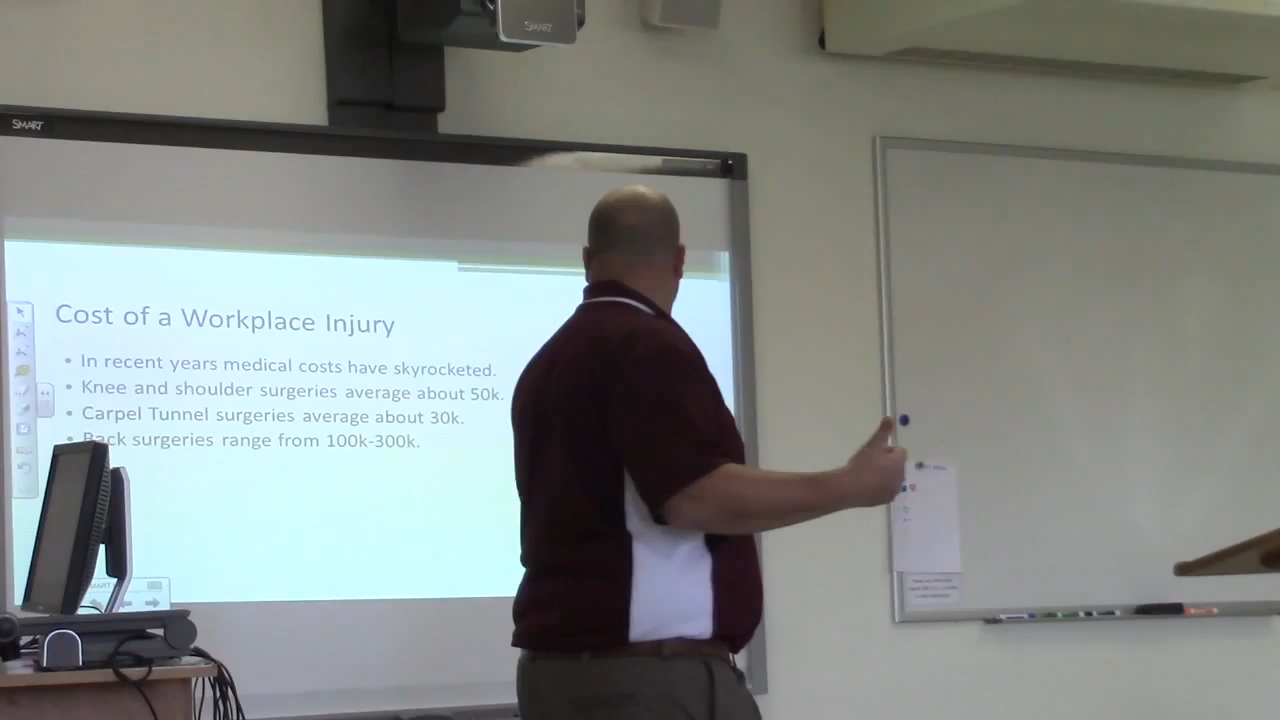 SMART
SMART
Cost of a Workplace Injury
• In recent years medical costs have skyrocketed.
• Knee and shoulder surgeries average about 50k.
• Carpel Tunnel surgeries average about 30k.
• Back surgeries range from 100k-300k.
SMART